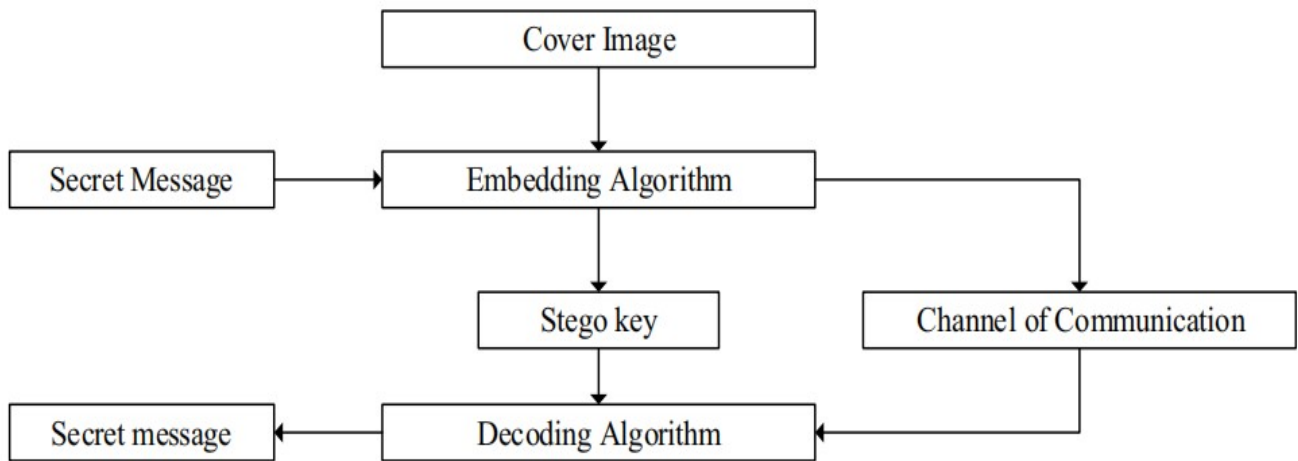 Cover Image
Secret Message
Embedding Algorithm
Stego key
Channel of Communication
Secret message
Decoding Algorithm